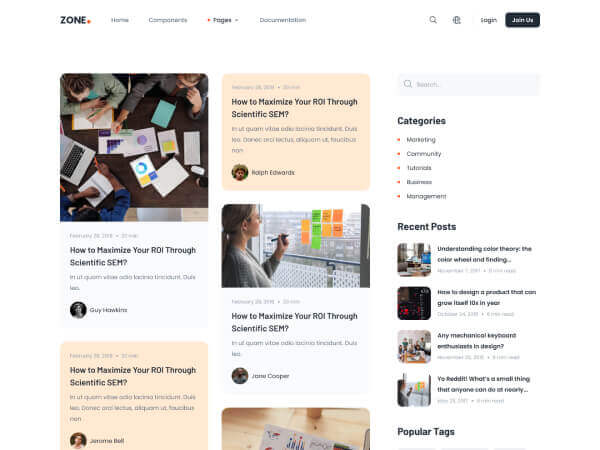 ZONE.
Home
Components
Pages
Documentation
Login
Join Us
February 28, 2018 • 20 min
How to Maximize Your ROI Through
Scientific SEM?
In ut quam vitae odio lacinia tincidunt. Duis
leo.
Guy Hawkins
February 28, 2018 • 20 min
How to Maximize Your ROI Through
Scientific SEM?
In ut quam vitae odio lacinia tincidunt. Duis
leo. Donec orci lectus, aliquam ut, faucibus
non
Jerome Bell
February 28, 2018 • 20 min
How to Maximize Your ROI Through
Scientific SEM?
In ut quam vitae odio lacinia tincidunt. Duis
leo. Donec orci lectus, aliquam ut, faucibus
non
Ralph Edwards
February 28, 2018 • 20 min
How to Maximize Your ROI Through
Scientific SEM?
In ut quam vitae odio lacinia tincidunt. Duis
leo.
Jane Cooper
Search...
Categories
Marketing
Community
Tutorials
Business
Management
Recent Posts
Understanding color theory: the
color wheel and finding...
November 7, 2017 • 8 min read
How to design a product that can
grow itself 10x in year
October 24, 2018 • 8 min read
Any mechanical keyboard
enthusiasts in design?
8 min read
Yo Reddit! What's a small thing
that anyone can do at nearly...
May 29, 2017 • 8 min read
Popular Tags